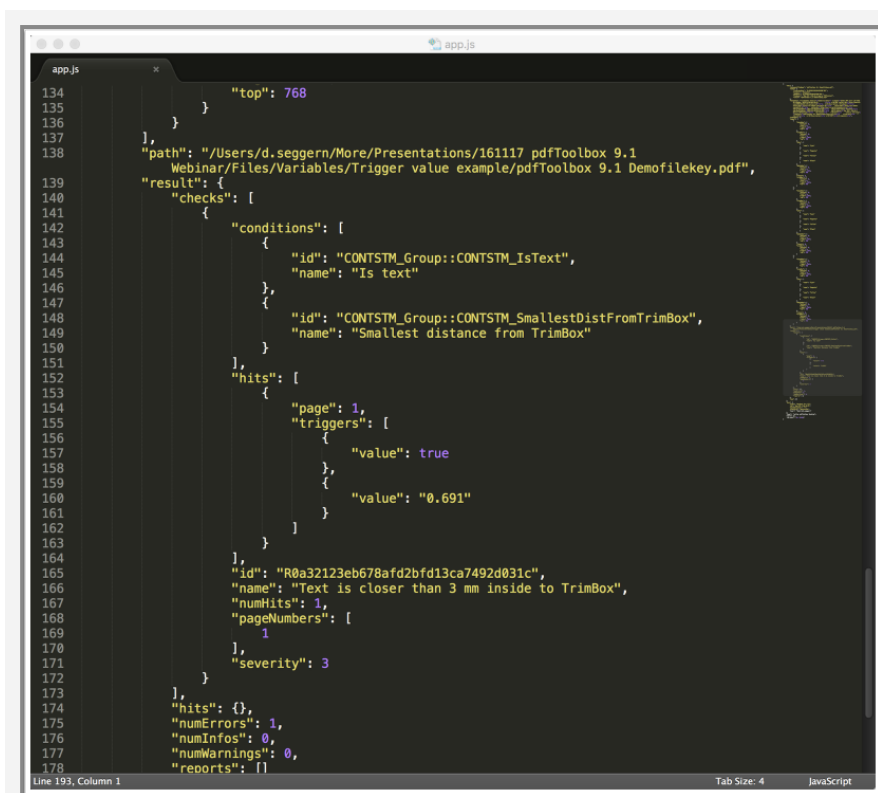 app.js
app.js ×
134 "top": 768
135 }
136 }
137 ],
138 "path": "/Users/d.seggern/More/Presentations/161117 pdfToolbox 9.1
Webinar/Files/Variables/Trigger value example/pdfToolbox 9.1 Demofilekey.pdf",
139 "result": {
140 "checks": [
141 {
142 "conditions": [
143 {
144 "id": "CONTSTM_Group::CONTSTM_IsText",
145 "name": "Is text"
146 },
147 {
148 "id": "CONTSTM_Group::CONTSTM_SmallestDistFromTrimBox",
149 "name": "Smallest distance from TrimBox"
150 }
151 ],
152 "hits": [
153 {
154 "page": 1,
155 "triggers": [
156 {
157 "value": true
158 },
159 {
160 "value": "0.691"
161 }
162 ]
163 }
164 ],
165 "id": "R0a32123eb678afd2bfd13ca7492d031c",
166 "name": "Text is closer than 3 mm inside to TrimBox",
167 "numHits": 1,
168 "pageNumbers": [
169 1
170 ],
171 "severity": 3
172 }
173 ],
174 "hits": {},
175 "numErrors": 1,
176 "numInfos": 0,
177 "numWarnings": 0,
178 "reports": []
Line 193, Column 1 Tab Size: 4 JavaScript